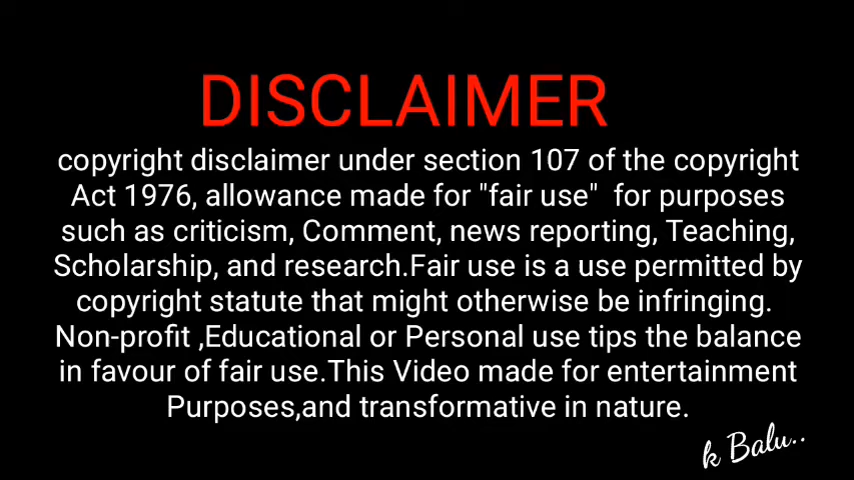 DISCLAIMER
copyright disclaimer under section 107 of the copyright
Act 1976, allowance made for "fair use"  for purposes
such as criticism, Comment, news reporting, Teaching,
Scholarship, and research.Fair use is a use permitted by
copyright statute that might otherwise be infringing.
Non-profit ,Educational or Personal use tips the balance
in favour of fair use.This Video made for entertainment
Purposes,and transformative in nature.
k Balu..